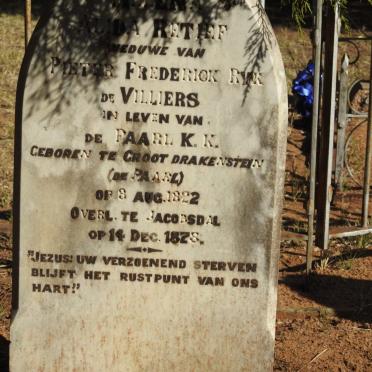 RETIEF
WEDUWE VAN
PIETER FREDERICK RYK
DE VILLIERS
IN LEVEN VAN
DE PAARL K.K.
GEBOREN TE GROOT DRAKENSTEIN
(DE PAARL)
OP 8 AUG. 1822
OVERL. TE JACOBSDAL
OP 14 DEC. 1878.
"JEZUS! UW VERZOENEND STERVEN
BLIJFT HET RUSTPUNT VAN ONS
HART!"